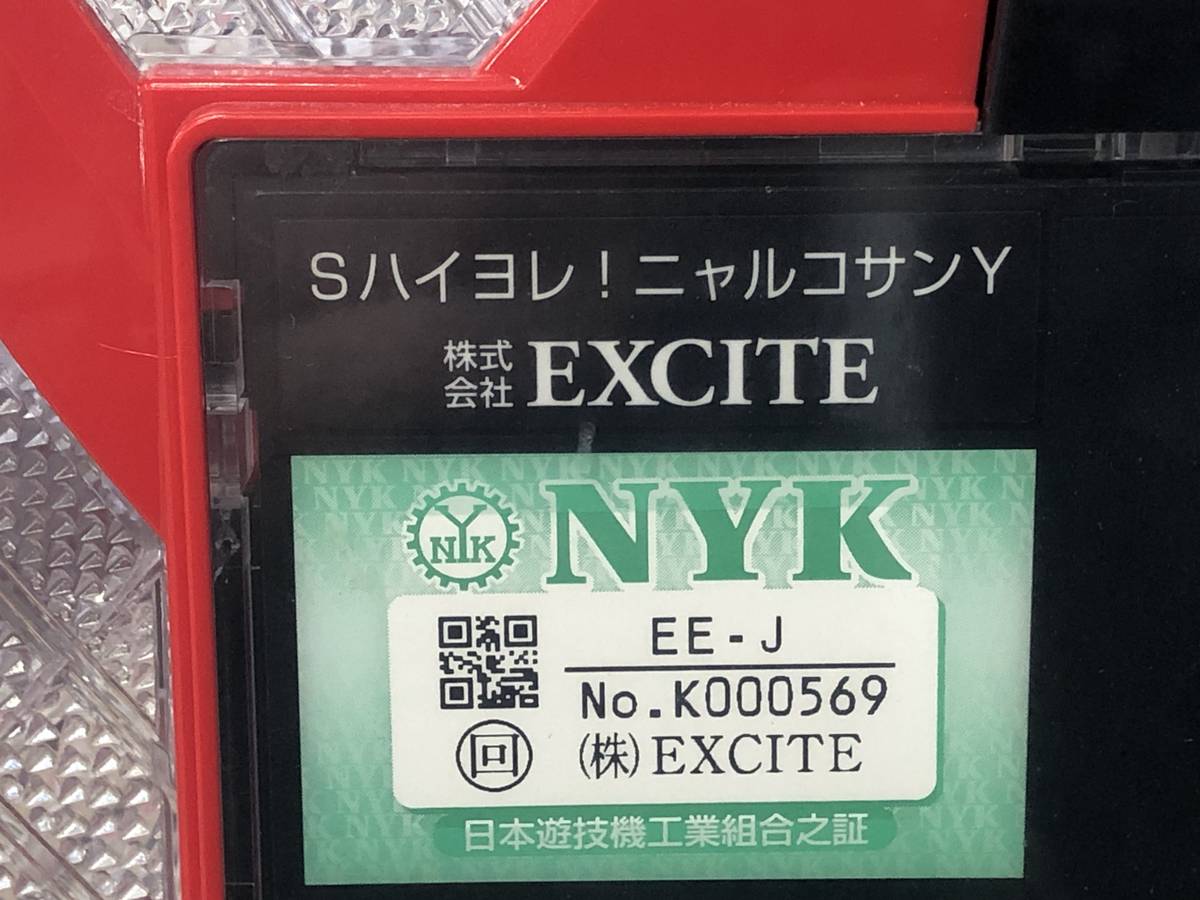 Sハイヨレ!ニャルコサンY
株式会社 EXCITE
NYK NYK
EE-J
No.K000569
回 (株)EXCITE
日本遊技機工業組合之証